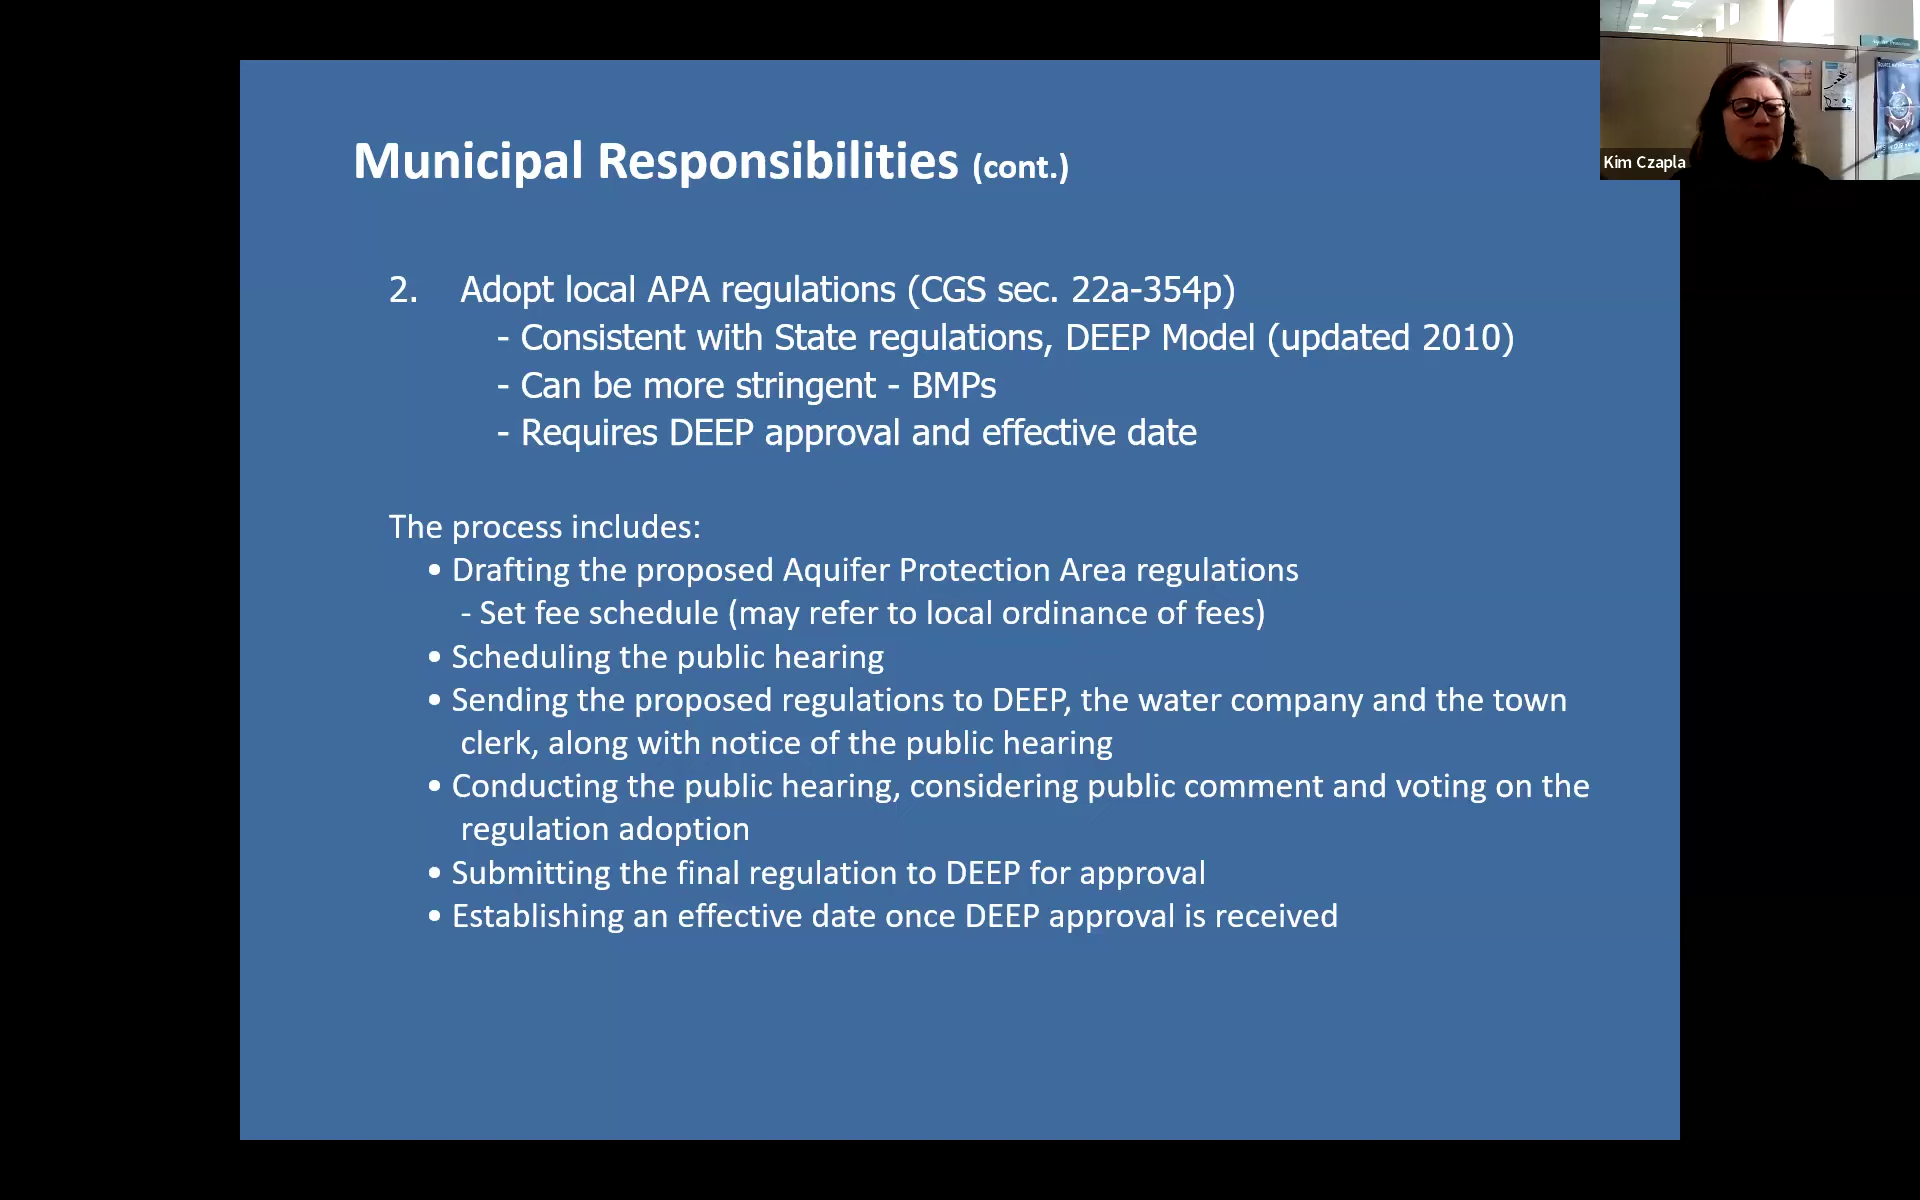 Municipal Responsibilities (cont.)
2. Adopt local APA regulations (CGS sec. 22a-354p)
- Consistent with State regulations, DEEP Model (updated 2010)
- Can be more stringent - BMPs
- Requires DEEP approval and effective date
The process includes:
• Drafting the proposed Aquifer Protection Area regulations
- Set fee schedule (may refer to local ordinance of fees)
• Scheduling the public hearing
• Sending the proposed regulations to DEEP, the water company and the town
clerk, along with notice of the public hearing
• Conducting the public hearing, considering public comment and voting on the
regulation adoption
• Submitting the final regulation to DEEP for approval
• Establishing an effective date once DEEP approval is received
Kim Czapla